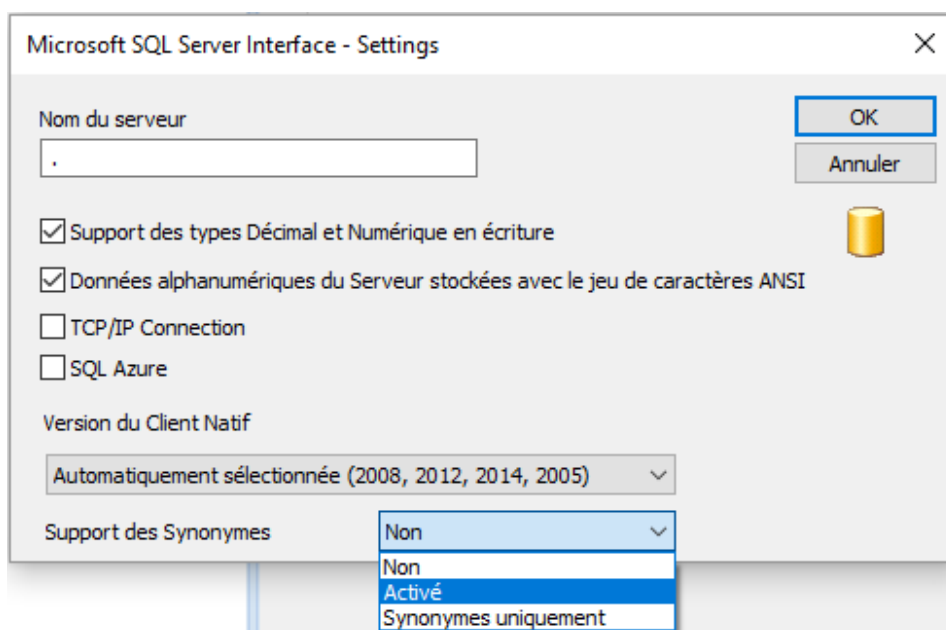 Microsoft SQL Server Interface - Settings
Nom du serveur
OK
.
Annuler
Support des types Décimal et Numérique en écriture
Données alphanumériques du Serveur stockées avec le jeu de caractères ANSI
TCP/IP Connection
SQL Azure
Version du Client Natif
Automatiquement sélectionnée (2008, 2012, 2014, 2005)
Support des Synonymes
Non
Non
Activé
Synonymes uniquement